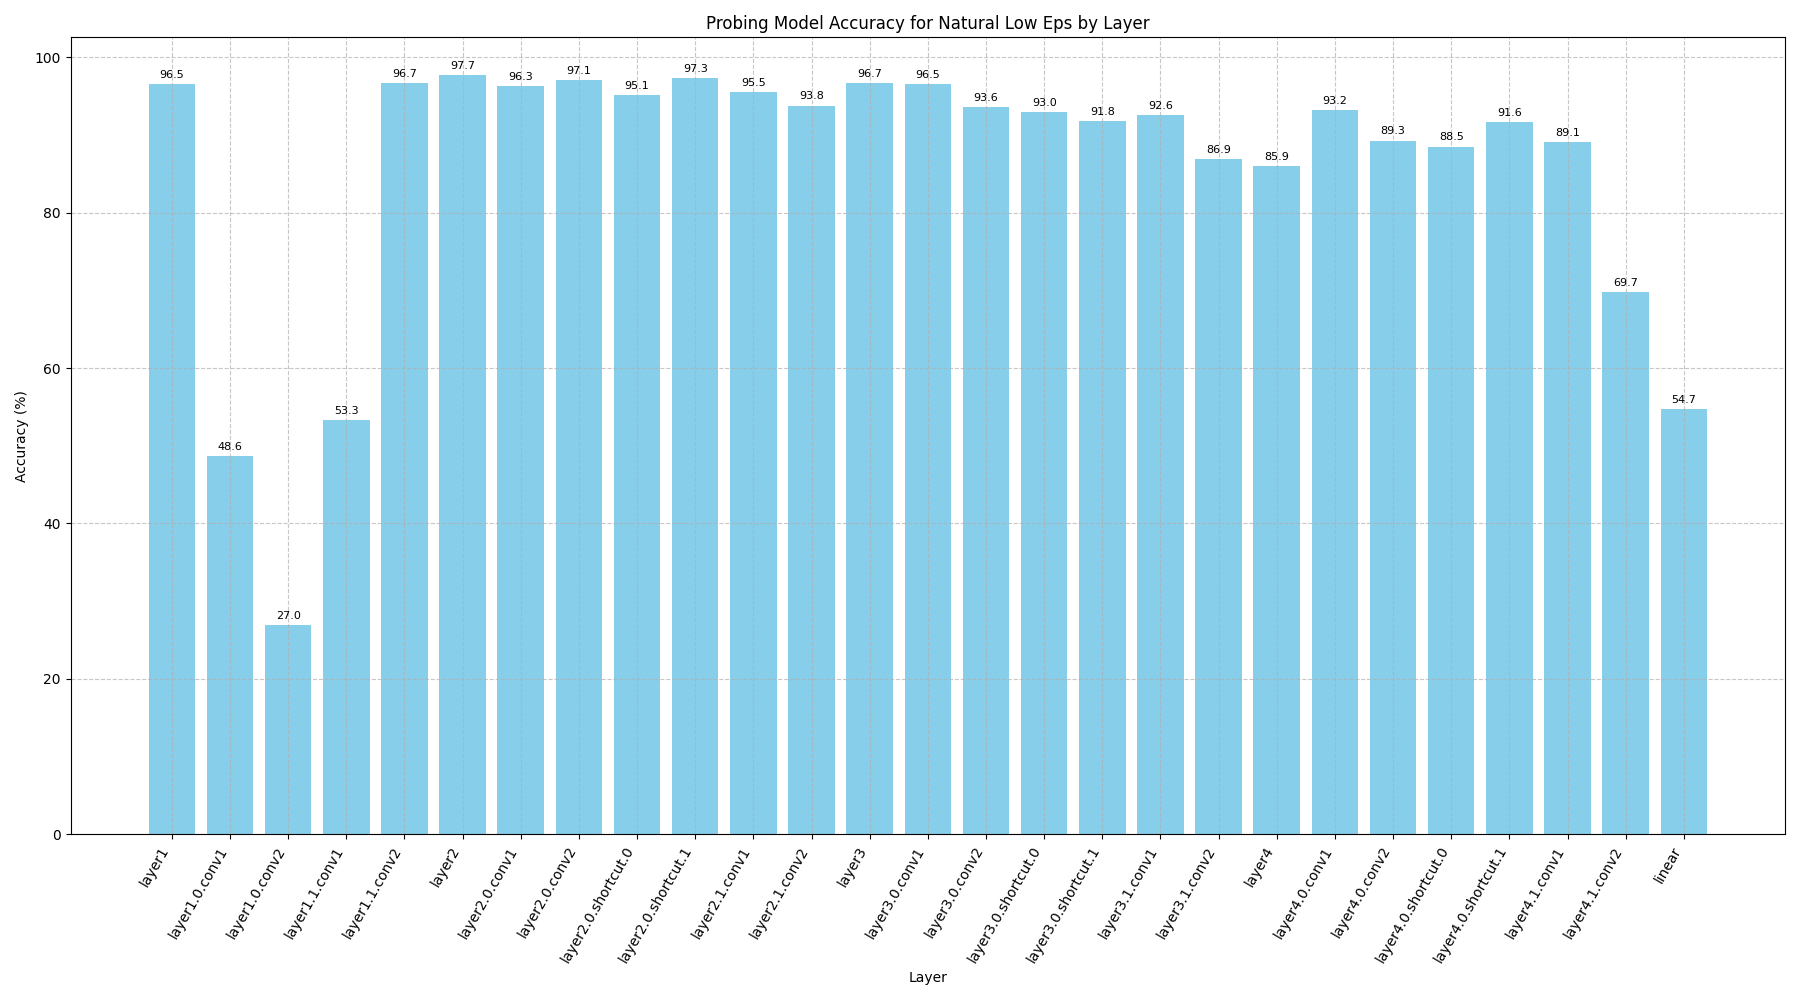 Probing Model Accuracy for Natural Low Eps by Layer
Accuracy (%)
100
80
60
40
20
0
96.5
48.6
27.0
53.3
96.7
97.7
96.3
97.1
95.1
97.3
95.5
93.8
96.7
96.5
93.6
93.0
91.8
92.6
86.9
85.9
93.2
89.3
88.5
91.6
89.1
69.7
54.7
layer1
layer1.0.conv1
layer1.0.conv2
layer1.1.conv1
layer1.1.conv2
layer2
layer2.0.conv1
layer2.0.conv2
layer2.0.shortcut.0
layer2.0.shortcut.1
layer2.1.conv1
layer2.1.conv2
layer3
layer3.0.conv1
layer3.0.conv2
layer3.0.shortcut.0
layer3.0.shortcut.1
layer3.1.conv1
layer3.1.conv2
layer4
layer4.0.conv1
layer4.0.conv2
layer4.0.shortcut.0
layer4.0.shortcut.1
layer4.1.conv1
layer4.1.conv2
linear
Layer